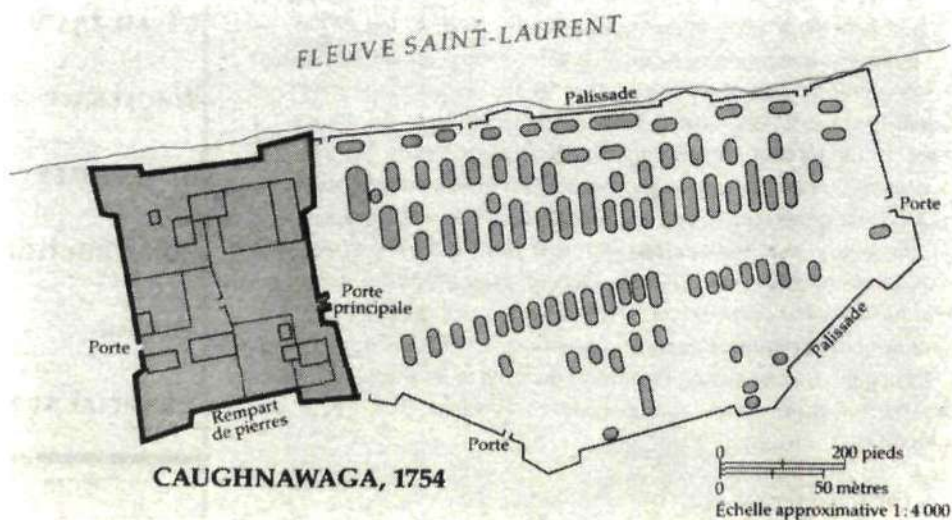 FLEUVE SAINT-LAURENT
Palissade
Porte
Porte
principale
Porte
Palissade
Rempart
de pierres
Porte
CAUGHNAWAGA, 1754
0 200 pieds
0 50 mètres
Échelle approximative 1:4 000